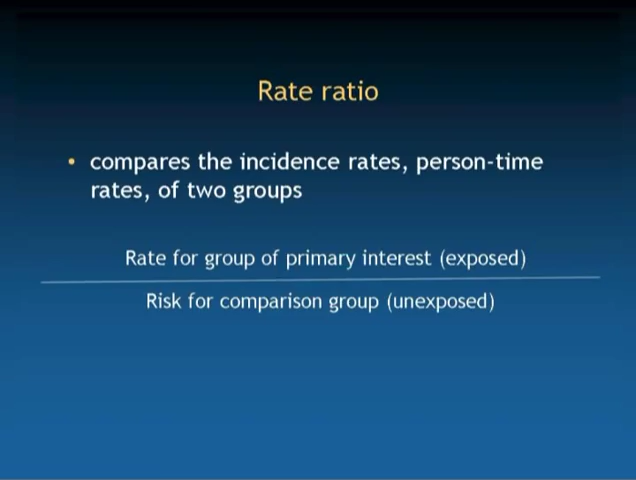 Rate ratio
• compares the incidence rates, person-time
rates, of two groups
Rate for group of primary interest (exposed)
Risk for comparison group (unexposed)